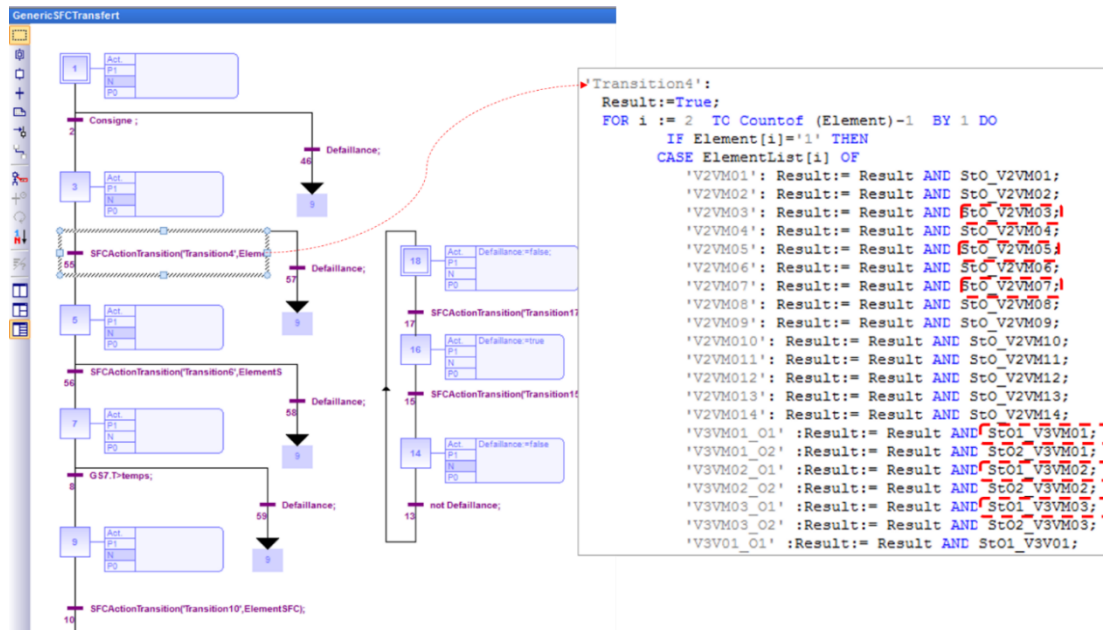 GenericSFCTransfert
1
Act.
P1
N
P0
2
Consigne ;
46
Defaillance;
9
3
Act.
P1
N
P0
55
SFCActionTransition('Transition4',Eleme
57
Defaillance;
9
5
Act.
P1
N
P0
56
SFCActionTransition('Transition6',ElementS
58
Defaillance;
9
7
Act.
P1
N
P0
8
GS7.T>temps;
59
Defaillance;
9
9
Act.
P1
N
P0
10
SFCActionTransition('Transition10',ElementSFC);
18
Act.
P1
N
P0
Defaillance:=false;
17
SFCActionTransition('Transition17
16
Act.
P1
N
P0
Defaillance:=true
15
SFCActionTransition('Transition15
14
Act.
P1
N
P0
Defaillance:=false
13
not Defaillance;
'Transition4':
Result:=True;
FOR i := 2 TO Countof (Element)-1 BY 1 DO
IF Element[i]='1' THEN
CASE ElementList[i] OF
'V2VM01': Result:= Result AND StO_V2VM01;
'V2VM02': Result:= Result AND StO_V2VM02;
'V2VM03': Result:= Result AND StO_V2VM03;
'V2VM04': Result:= Result AND StO_V2VM04;
'V2VM05': Result:= Result AND StO_V2VM05;
'V2VM06': Result:= Result AND StO_V2VM06;
'V2VM07': Result:= Result AND StO_V2VM07;
'V2VM08': Result:= Result AND StO_V2VM08;
'V2VM09': Result:= Result AND StO_V2VM09;
'V2VM010': Result:= Result AND StO_V2VM10;
'V2VM011': Result:= Result AND StO_V2VM11;
'V2VM012': Result:= Result AND StO_V2VM12;
'V2VM013': Result:= Result AND StO_V2VM13;
'V2VM014': Result:= Result AND StO_V2VM14;
'V3VM01_O1' :Result:= Result AND StO1_V3VM01;
'V3VM01_O2' :Result:= Result AND StO2_V3VM01;
'V3VM02_O1' :Result:= Result AND StO1_V3VM02;
'V3VM02_O2' :Result:= Result AND StO2_V3VM02;
'V3VM03_O1' :Result:= Result AND StO1_V3VM03;
'V3VM03_O2' :Result:= Result AND StO2_V3VM03;
'V3V01_O1' :Result:= Result AND StO1_V3V01;